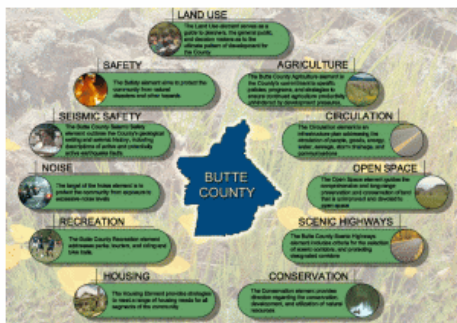 LAND USE
The Land Use element serves as a
guide to planners, the general public,
and decision makers as to the
ultimate pattern of development for
the County
SAFETY
The Safety element aims to protect the
community from natural
disasters and other hazards
AGRICULTURE
The Butte County Agriculture element is
the County's commitment to specific
policies, programs, and strategies to
ensure continued agriculture productivity
development pressures.
SEISMIC SAFETY
The Butte County Seismic Safety
element outlines the County's geological
setting and seismic history, including
descriptions of active and potentially
active earthquake faults
CIRCULATION
The Circulation element is an
infrastructure plan addressing the
circulation of people, goods, energy,
water, sewage, storm drainage, and
communications
NOISE
The target of the noise element is to
protect the community from exposure to
excessive noise levels
BUTTE
COUNTY
OPEN SPACE
The Open Space element guides the
comprehensive and long-range
preservation and conservation of land
that is unimproved and devoted to
open space
RECREATION
The Butte County Recreation element
addresses parks, tourism, and riding and
hiking trails.
SCENIC HIGHWAYS
The Butte County Scenic Highways
element includes criteria for the selection
of scenic corridors, and protecting
designated corridors
HOUSING
The Housing Element provides strategies
to meet a range of housing needs for all
segments of the community
CONSERVATION
The Conservation element provides
direction regarding the conservation,
development, and utilization of natural
resources